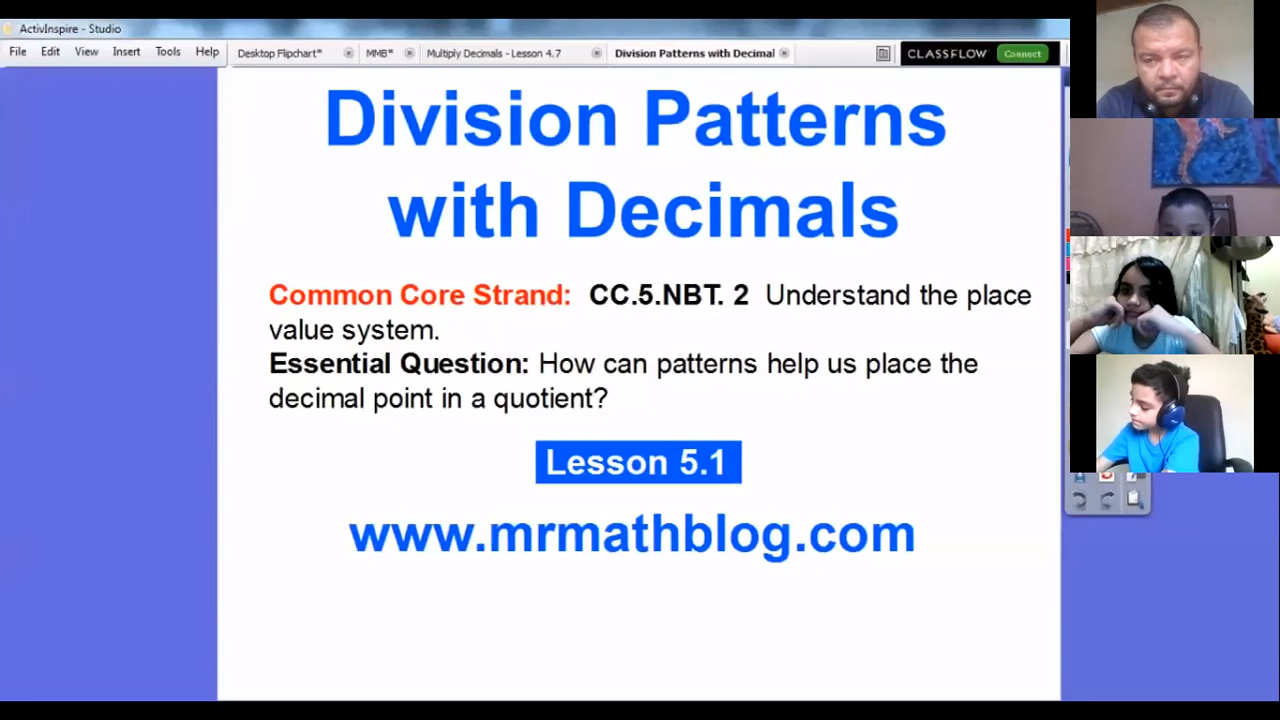 ActivInspire - Studio
File Edit View Insert Tools Help Desktop Flipchart* MMB* Multiply Decimals - Lesson 4.7 Division Patterns with Decimal CLASSFLOW Connect
Division Patterns
with Decimals
Common Core Strand: CC.5.NBT. 2 Understand the place
value system.
Essential Question: How can patterns help us place the
decimal point in a quotient?
Lesson 5.1
www.mrmathblog.com